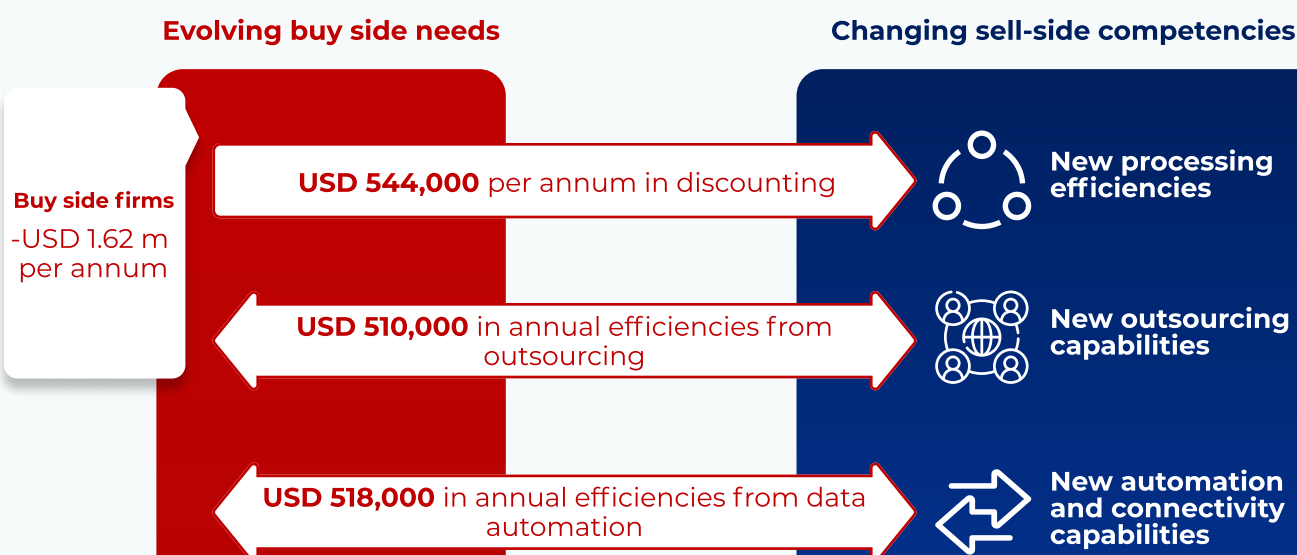 Evolving buy side needs
Changing sell-side competencies
Buy side firms
-USD 1.62 m
per annum
USD 544,000 per annum in discounting
New processing
efficiencies
USD 510,000 in annual efficiencies from
outsourcing
New outsourcing
capabilities
USD 518,000 in annual efficiencies from data
automation
New automation
and connectivity
capabilities